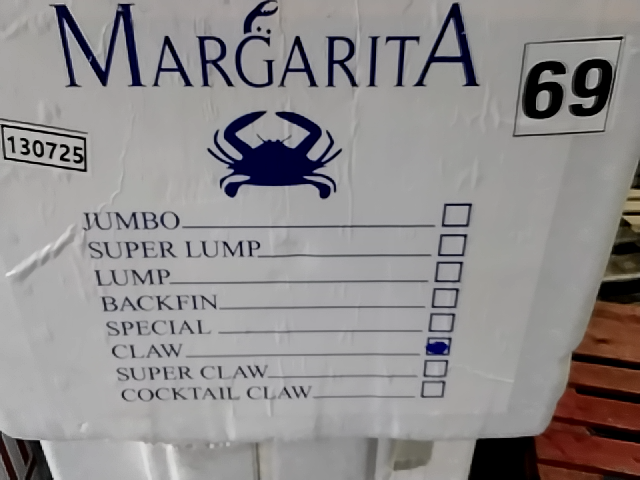 MARGARITA
69
130725
JUMBO
SUPER LUMP
LUMP
BACKFIN
SPECIAL
CLAW
SUPER CLAW
COCKTAIL CLAW